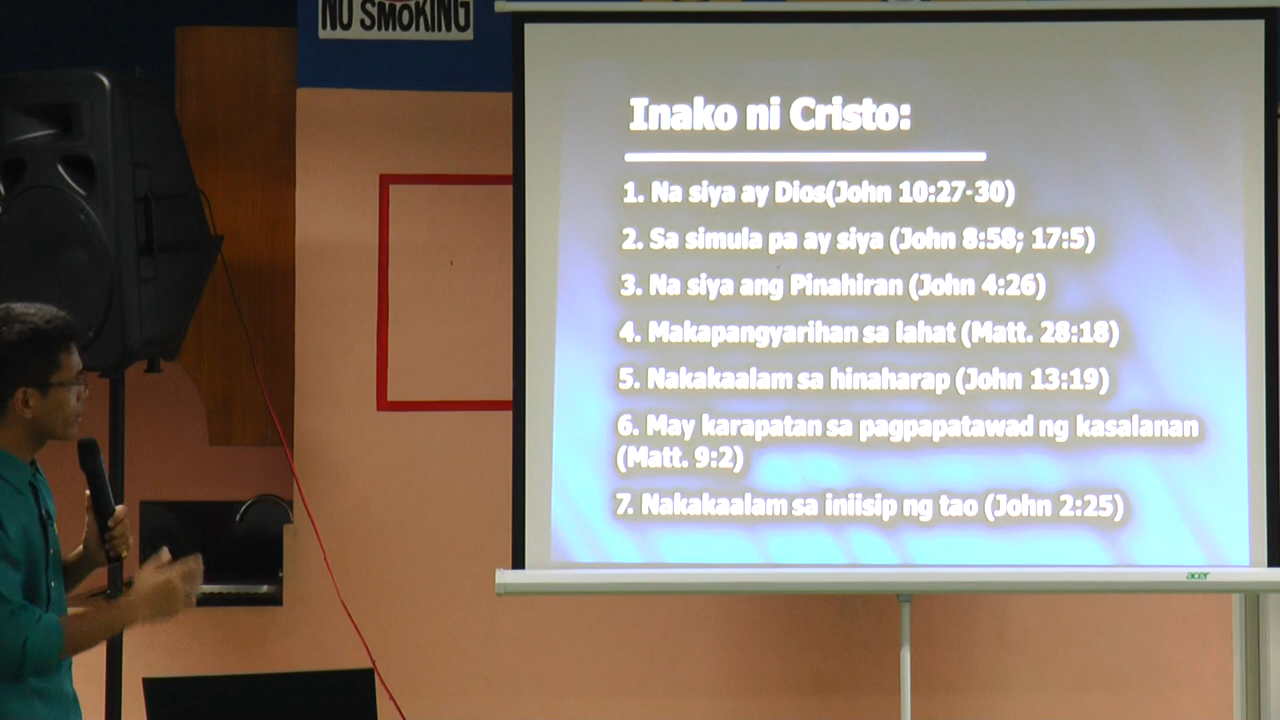 NO SMOKING
Inako ni Cristo:
1. Na siya ay Dios(John 10:27-30)
2. Sa simula pa ay siya (John 8:58; 17:5)
3. Na siya ang Pinahiran (John 4:26)
4. Makapangyarihan sa lahat (Matt. 28:18)
5. Nakakaalam sa hinaharap (John 13:19)
6. May karapatan sa pagpapatawad ng kasalanan
(Matt. 9:2)
7. Nakakaalam sa iniisip ng tao (John 2:25)
acer